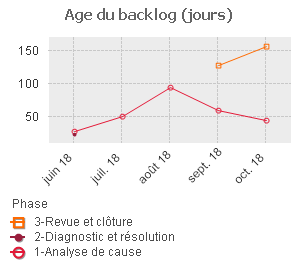 Age du backlog (jours)
150
100
50
juin 18
juil. 18
août 18
sept. 18
oct. 18
Phase
3-Revue et clôture
2-Diagnostic et résolution
1-Analyse de cause